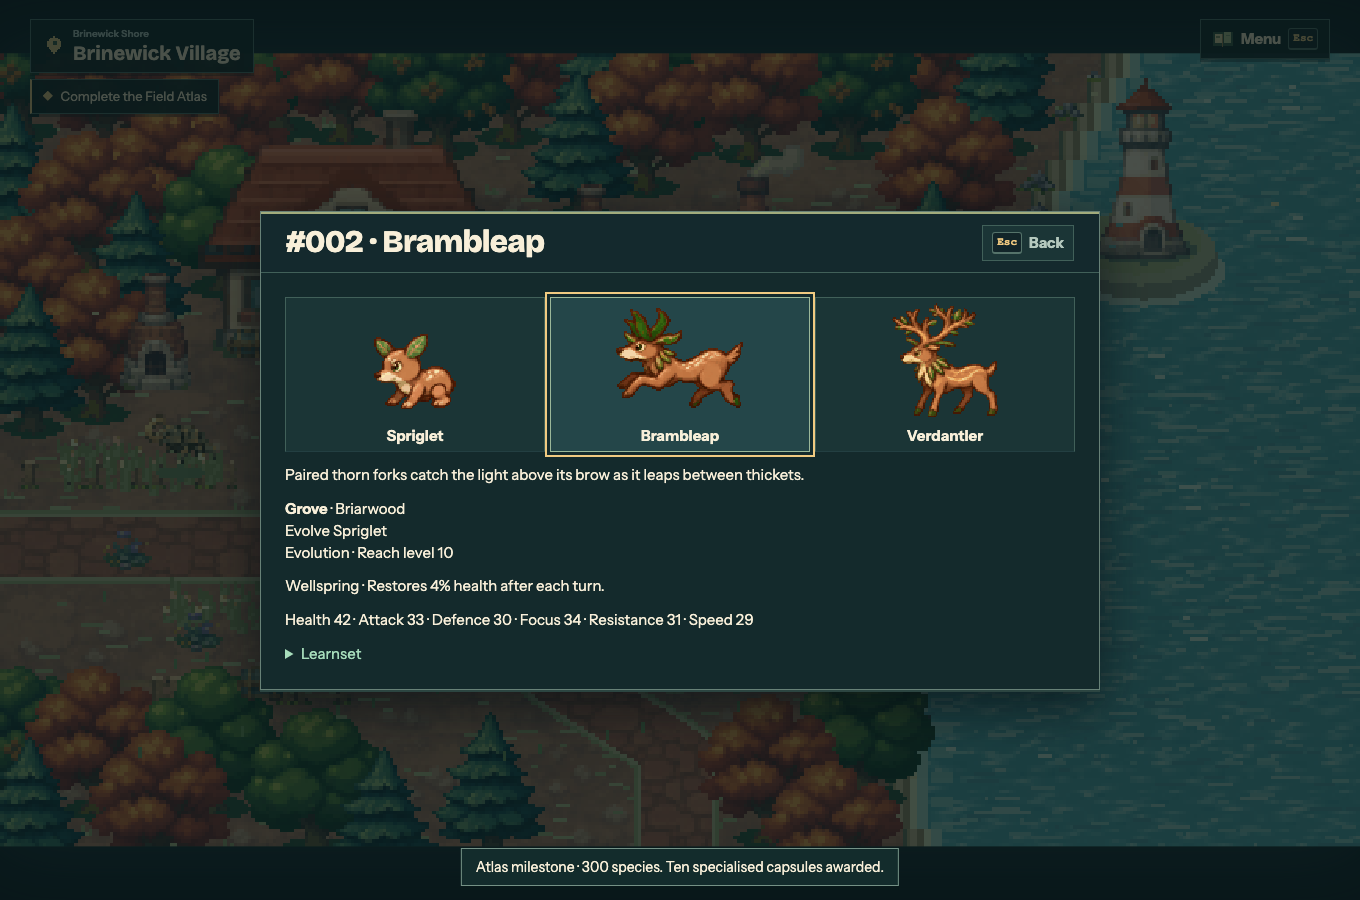 Brinewick Shore
Brinewick Village
Menu Esc
Complete the Field Atlas
#002 · Brambleap
Esc Back
Spriglet
Brambleap
Verdantler
Paired thorn forks catch the light above its brow as it leaps between thickets.
Grove · Briarwood
Evolve Spriglet
Evolution · Reach level 10
Wellspring · Restores 4% health after each turn.
Health 42 · Attack 33 · Defence 30 · Focus 34 · Resistance 31 · Speed 29
Learnset
Atlas milestone · 300 species. Ten specialised capsules awarded.